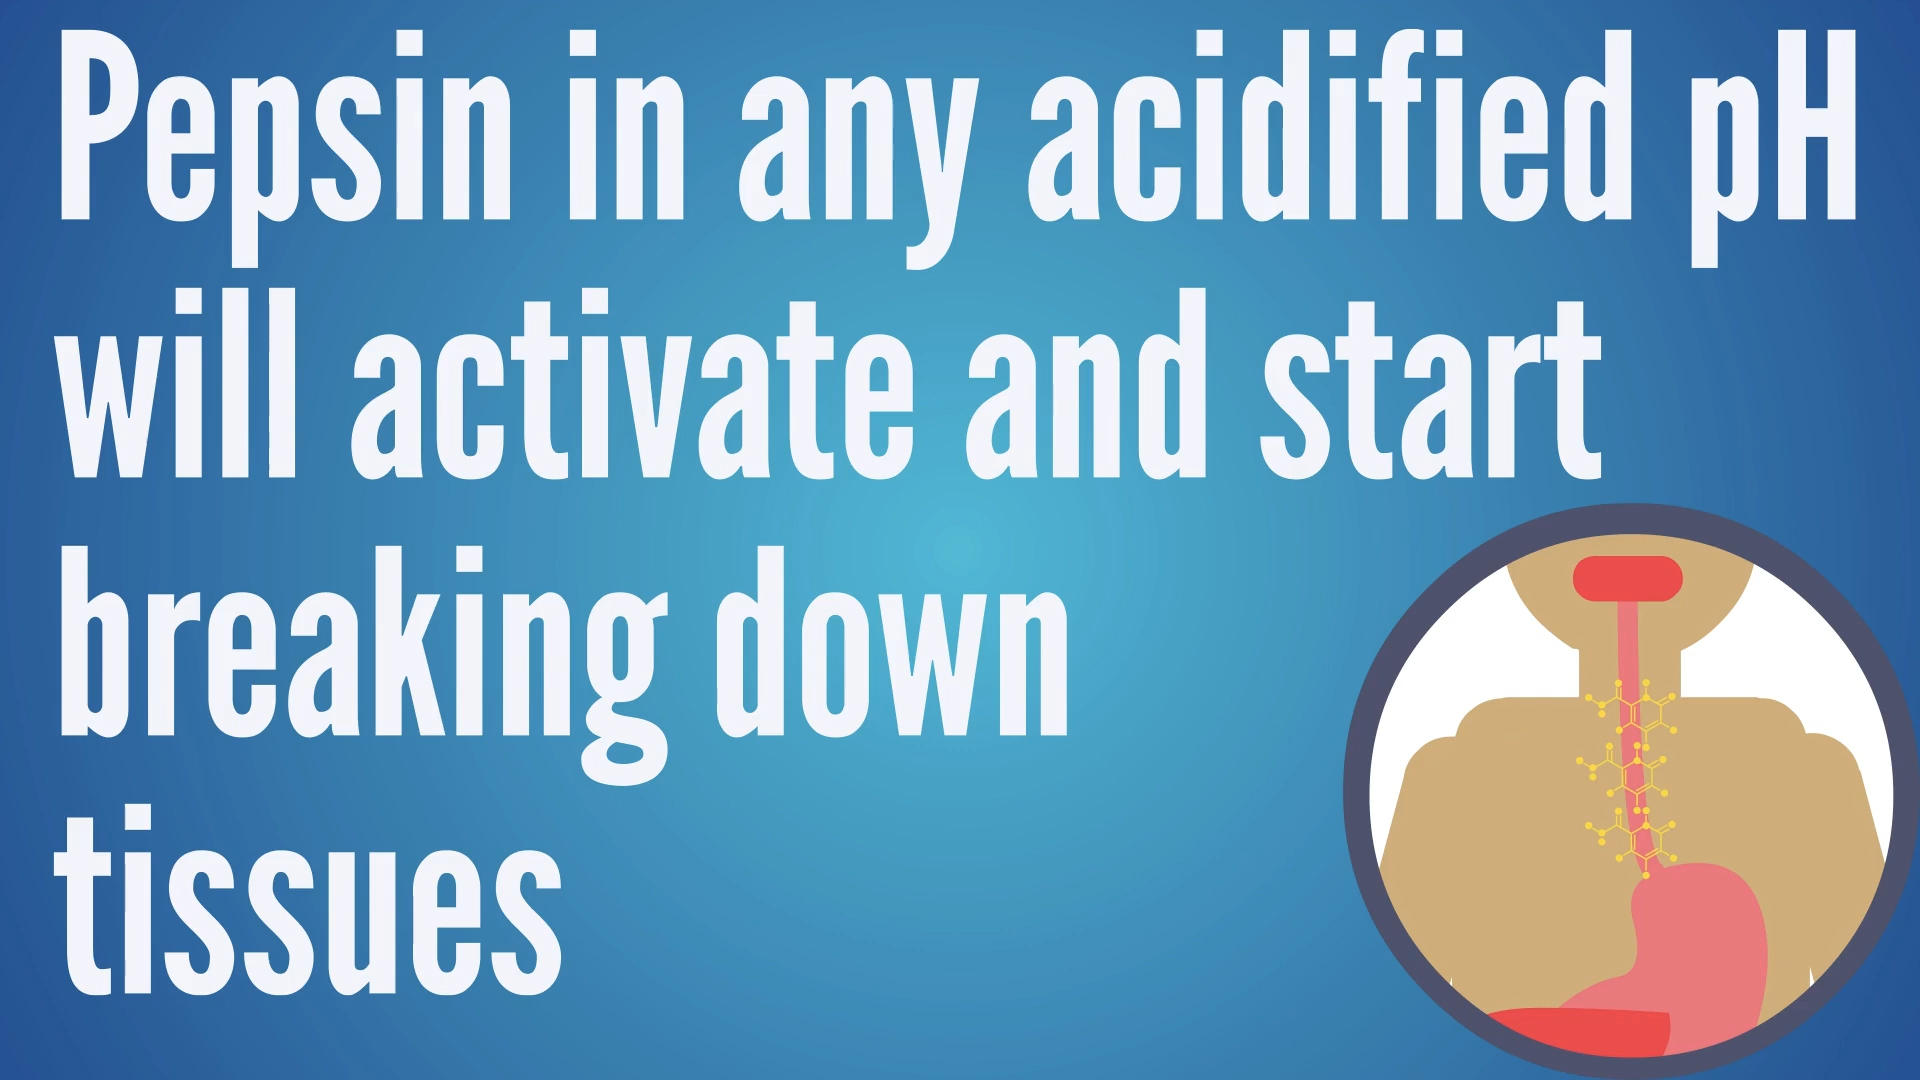 Pepsin in any acidified pH
will activate and start
breaking down
tissues